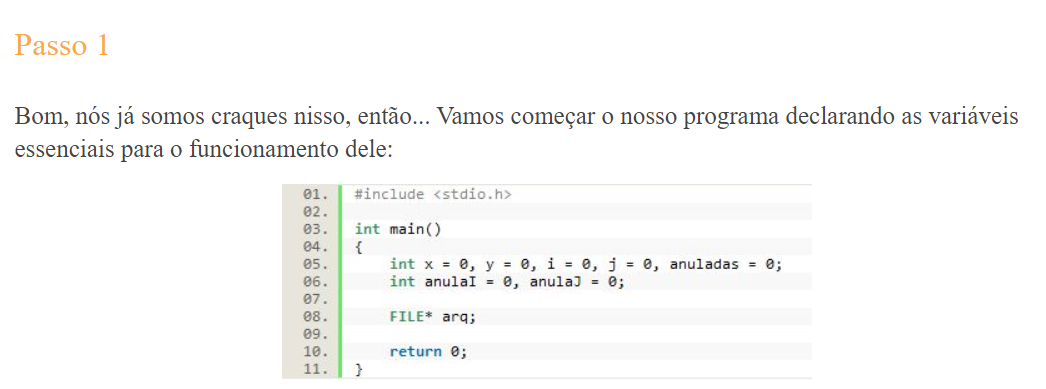 Passo 1
Bom, nós já somos craques nisso, então... Vamos começar o nosso programa declarando as variáveis
essenciais para o funcionamento dele:
01. #include <stdio.h>
02.
03. int main()
04. {
05. int x = 0, y = 0, i = 0, j = 0, anuladas = 0;
06. int anulaI = 0, anulaJ = 0;
07.
08. FILE* arq;
09.
10. return 0;
11. }